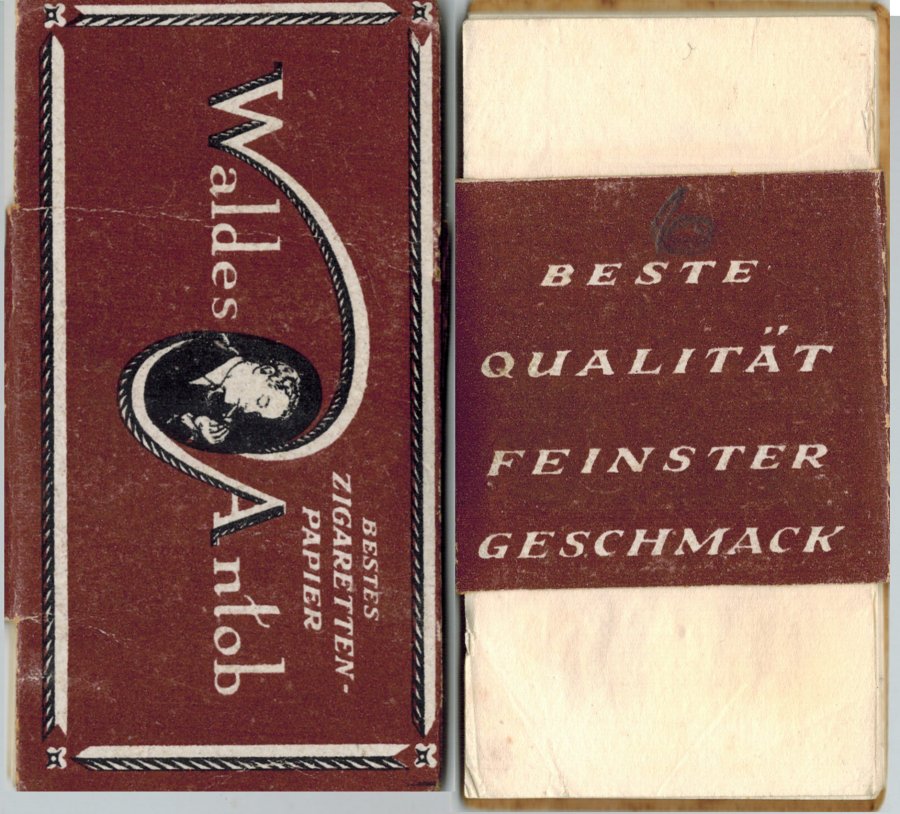 Waldes
Antob
BESTES
ZIGARETTEN-
PAPIER
6
BESTE
QUALITÄT
FEINSTER
GESCHMACK